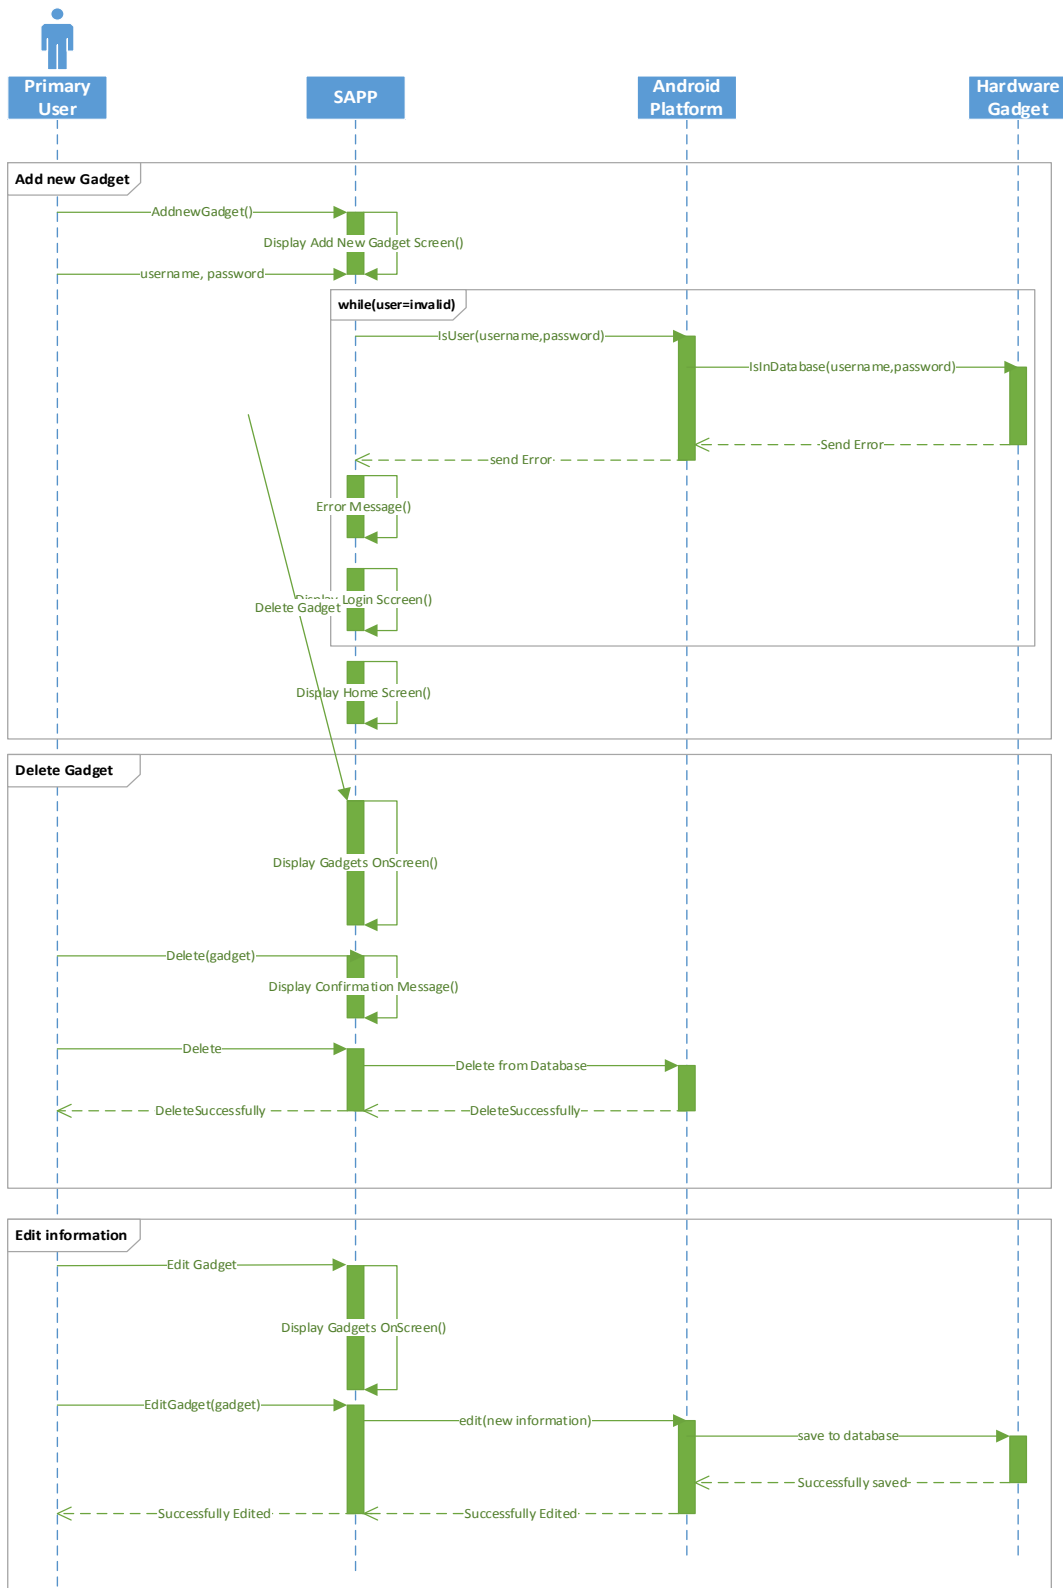 Primary
User
SAPP
Android
Platform
Hardware
Gadget
Add new Gadget
AddnewGadget()
Display Add New Gadget Screen()
username, password
while(user=invalid)
IsUser(username,password)
IsInDatabase(username,password)
Send Error
send Error
Error Message()
Display Login Sccreen()
Delete Gadget
Display Home Screen()
Delete Gadget
Display Gadgets OnScreen()
Delete(gadget)
Display Confirmation Message()
Delete
Delete from Database
DeleteSuccessfully
DeleteSuccessfully
Edit information
Edit Gadget
Display Gadgets OnScreen()
EditGadget(gadget)
edit(new information)
save to database
Successfully saved
Successfully Edited
Successfully Edited